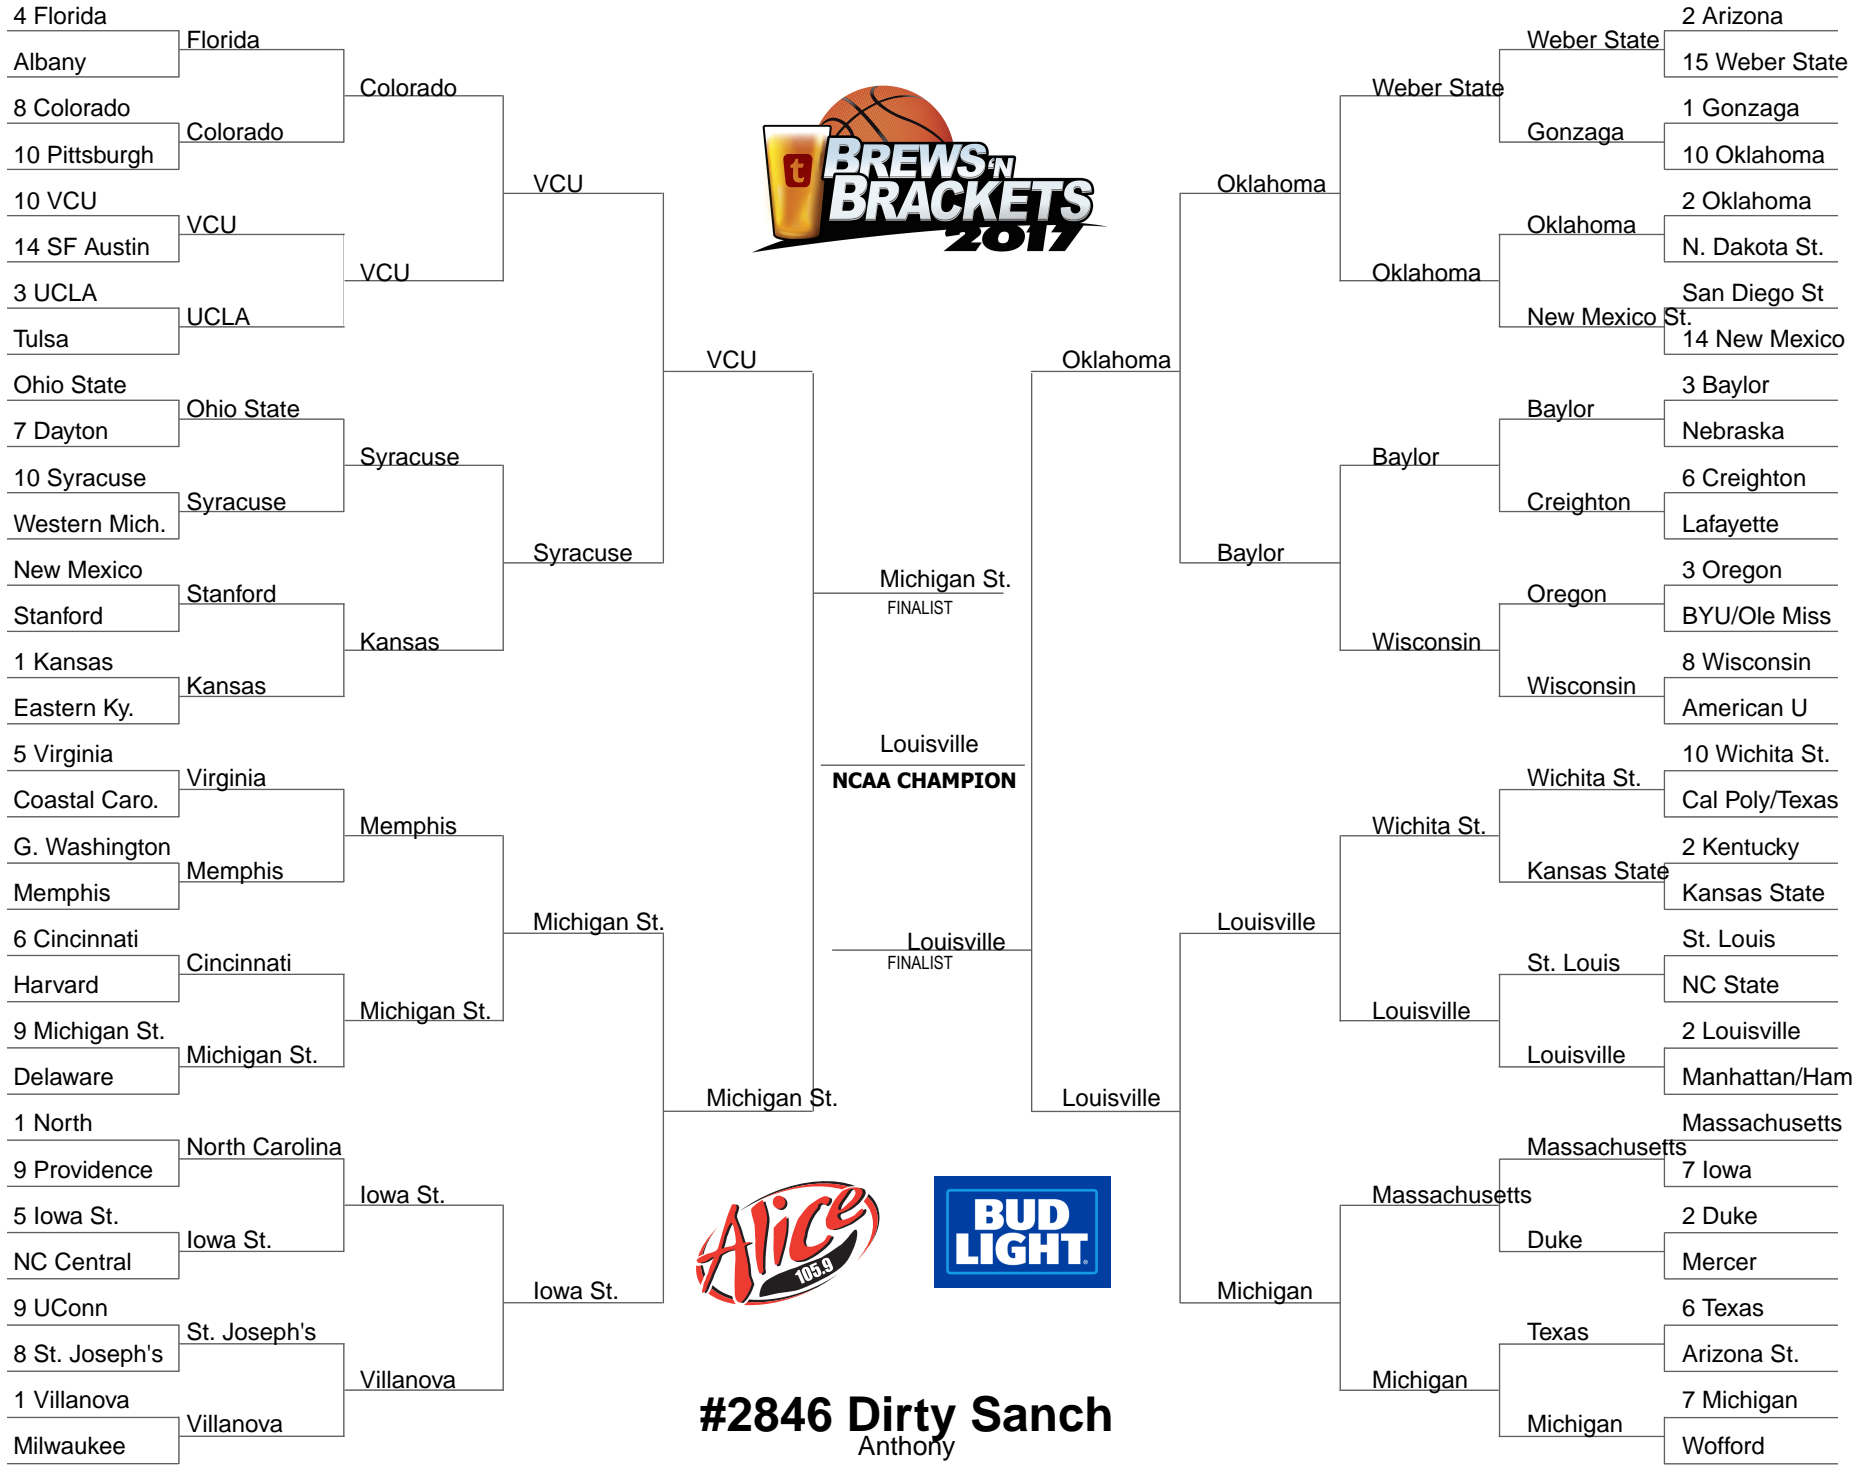 4 Florida
Albany
8 Colorado
10 Pittsburgh
10 VCU
14 SF Austin
3 UCLA
Tulsa
Ohio State
7 Dayton
10 Syracuse
Western Mich.
New Mexico
Stanford
1 Kansas
Eastern Ky.
5 Virginia
Coastal Caro.
G. Washington
Memphis
6 Cincinnati
Harvard
9 Michigan St.
Delaware
1 North
9 Providence
5 Iowa St.
NC Central
9 UConn
8 St. Joseph's
1 Villanova
Milwaukee
Florida
Colorado
VCU
UCLA
Ohio State
Syracuse
Stanford
Kansas
Virginia
Memphis
Cincinnati
Michigan St.
North Carolina
Iowa St.
St. Joseph's
Villanova
Colorado
VCU
Syracuse
Kansas
Memphis
Michigan St.
Iowa St.
Villanova
VCU
Syracuse
Michigan St.
Iowa St.
VCU
Michigan St.
t
BREWS 'N
BRACKETS
2017
Michigan St.
FINALIST
Louisville
NCAA CHAMPION
Louisville
FINALIST
Alice
105.9
BUD
LIGHT
#2846 Dirty Sanch
Anthony
Oklahoma
Louisville
Oklahoma
Baylor
Louisville
Michigan
Weber State
Oklahoma
Baylor
Wisconsin
Wichita St.
Louisville
Massachusetts
Michigan
Weber State
Gonzaga
Oklahoma
New Mexico St.
Baylor
Creighton
Oregon
Wisconsin
Wichita St.
Kansas State
St. Louis
Louisville
Massachusetts
Duke
Texas
Michigan
2 Arizona
15 Weber State
1 Gonzaga
10 Oklahoma
2 Oklahoma
N. Dakota St.
San Diego St
14 New Mexico
3 Baylor
Nebraska
6 Creighton
Lafayette
3 Oregon
BYU/Ole Miss
8 Wisconsin
American U
10 Wichita St.
Cal Poly/Texas
2 Kentucky
Kansas State
St. Louis
NC State
2 Louisville
Manhattan/Ham
Massachusetts
7 Iowa
2 Duke
Mercer
6 Texas
Arizona St.
7 Michigan
Wofford